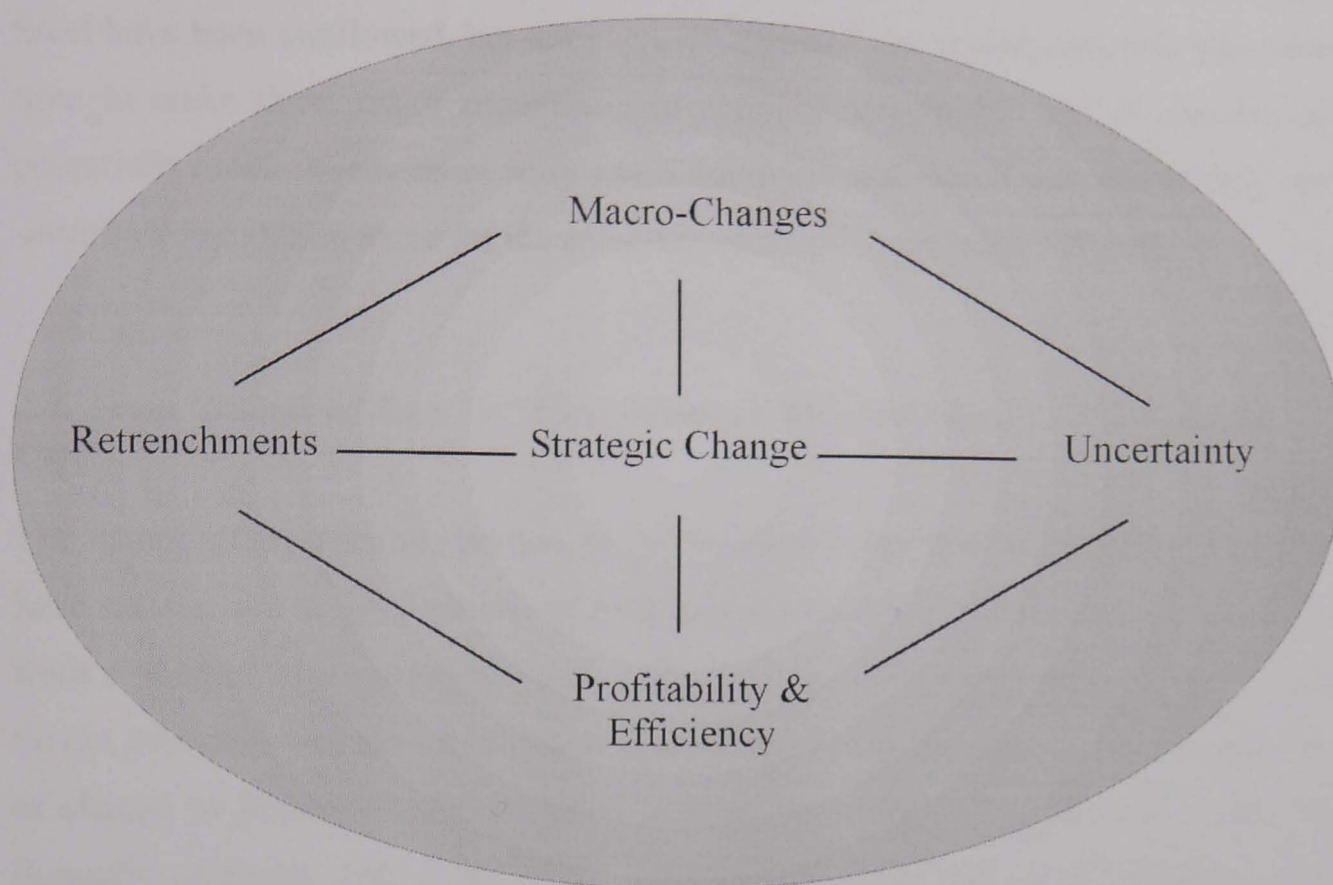 Macro-Changes
Retrenchments Strategic Change Uncertainty
Profitability &
Efficiency